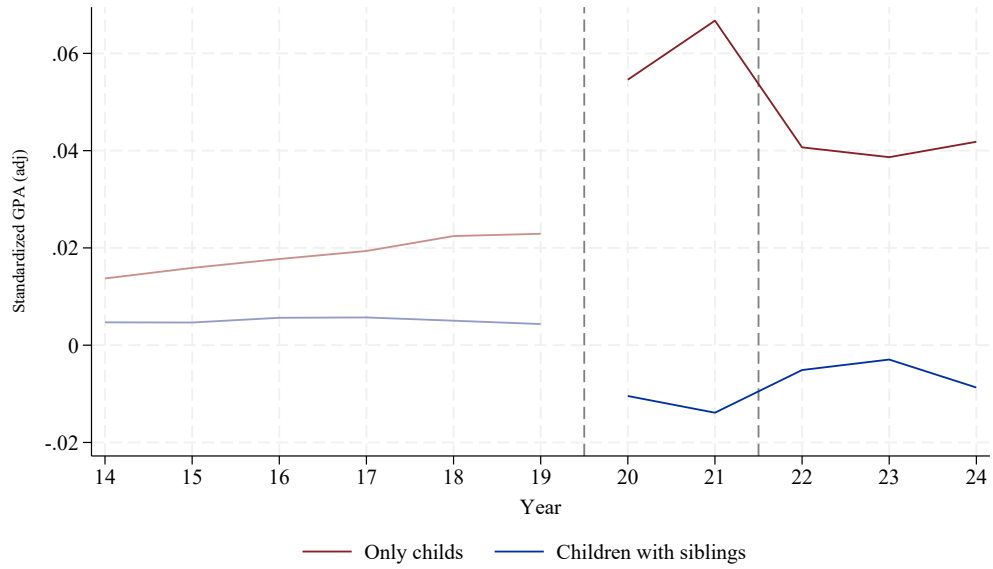 Standardized GPA (adj)
.06
.04
.02
0
-.02
14 15 16 17 18 19 20 21 22 23 24
Year
Only childs Children with siblings